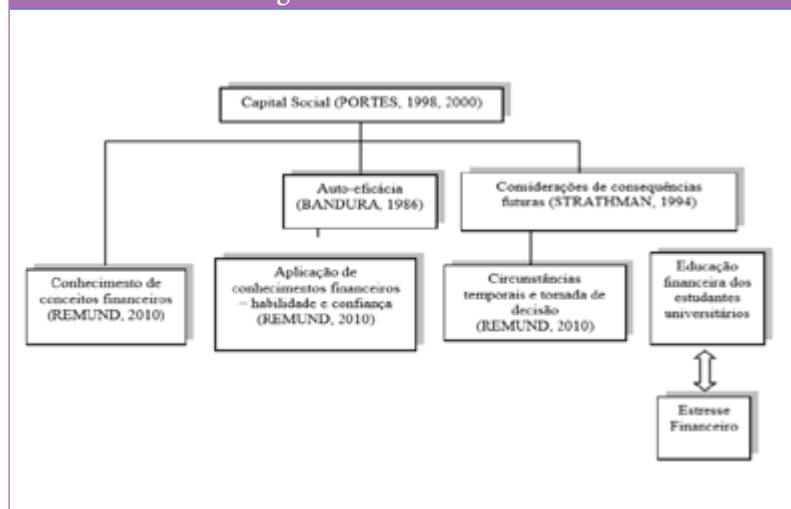 Capital Social (PORTES, 1998, 2000)
Auto-eficácia
(BANDURA, 1986)
Considerações de consequências
futuras (STRATHMAN, 1994)
Conhecimento de
conceitos financeiros
(REMUND, 2010)
Aplicação de
conhecimentos financeiros
– habilidade e confiança
(REMUND, 2010)
Circunstâncias
temporais e tomada de
decisão
(REMUND, 2010)
Educação
financeira dos
estudantes
universitários
Estresse
Financeiro